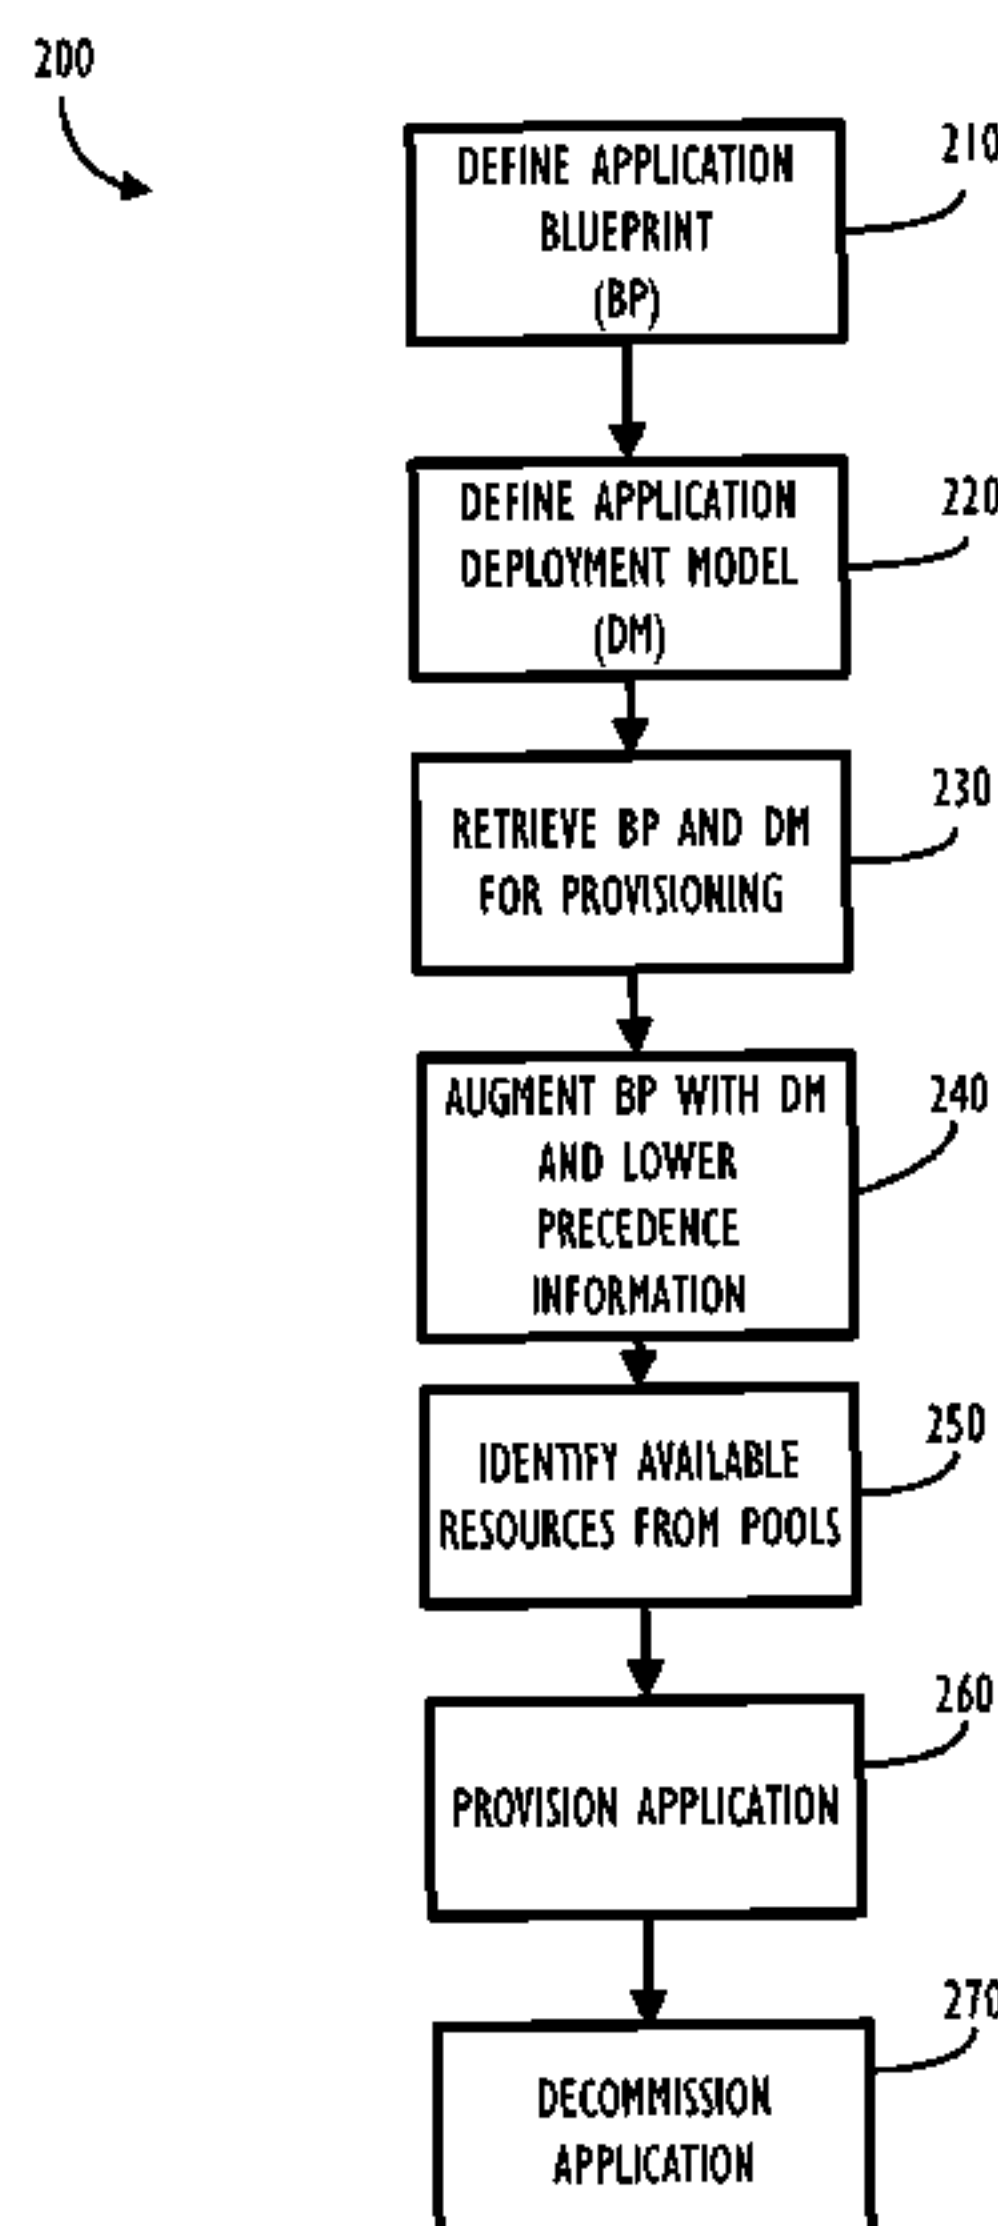 200
DEFINE APPLICATION
BLUEPRINT
(BP)
210
DEFINE APPLICATION
DEPLOYMENT MODEL
(DM)
220
RETRIEVE BP AND DM
FOR PROVISIONING
230
AUGMENT BP WITH DM
AND LOWER
PRECEDENCE
INFORMATION
240
IDENTIFY AVAILABLE
RESOURCES FROM POOLS
250
PROVISION APPLICATION
260
DECOMMISSION
APPLICATION
270